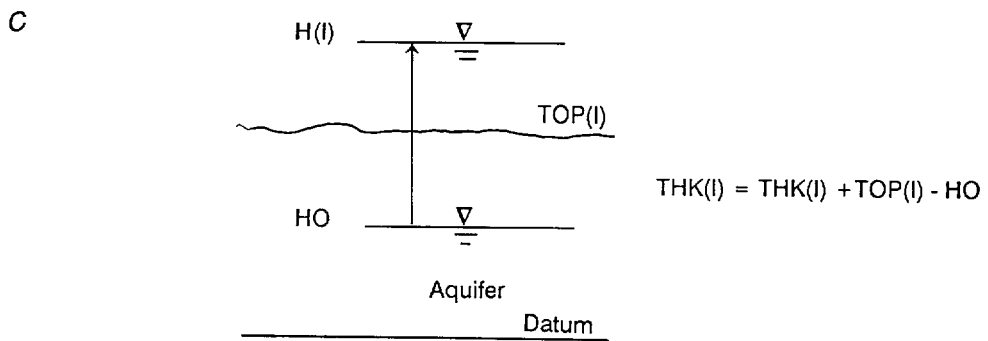 C
H(I)
TOP(I)
THK(I) = THK(I) + TOP(I) - HO
HO
Aquifer
Datum